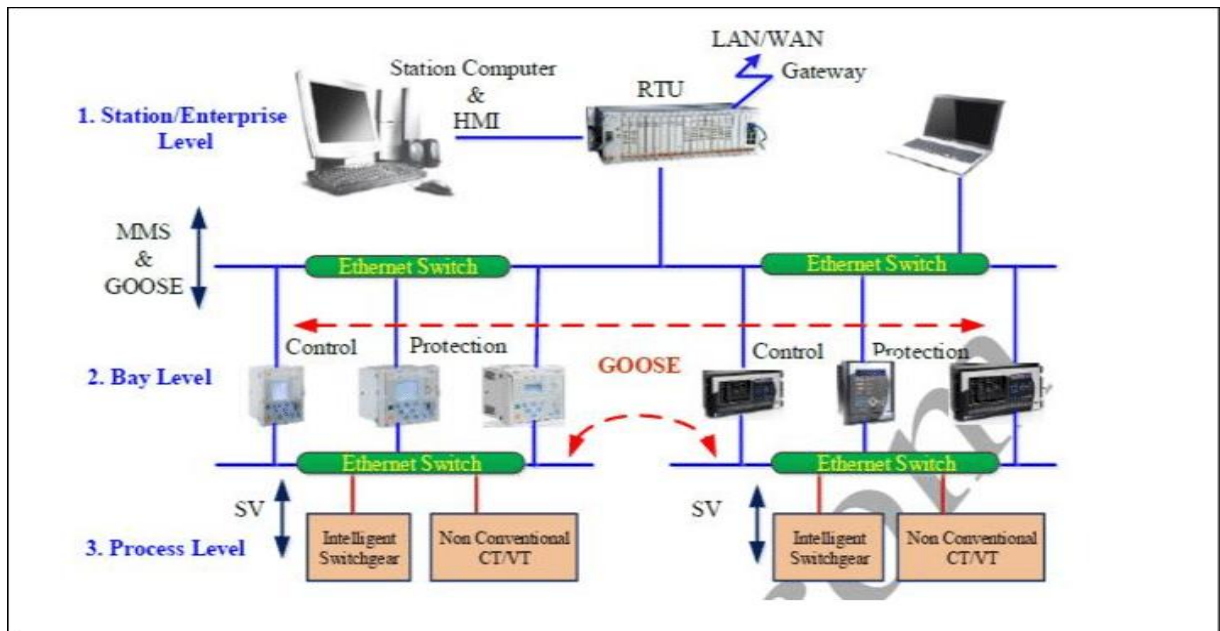 LAN/WAN
Gateway
Station Computer
&
HMI
RTU
1. Station/Enterprise
Level
MMS
&
GOOSE
Ethernet Switch
Ethernet Switch
Control
Protection
GOOSE
Control
Protection
2. Bay Level
Ethernet Switch
Ethernet Switch
SV
SV
3. Process Level
Intelligent
Switchgear
Non Conventional
CT/VT
Intelligent
Switchgear
Non Conventional
CT/VT